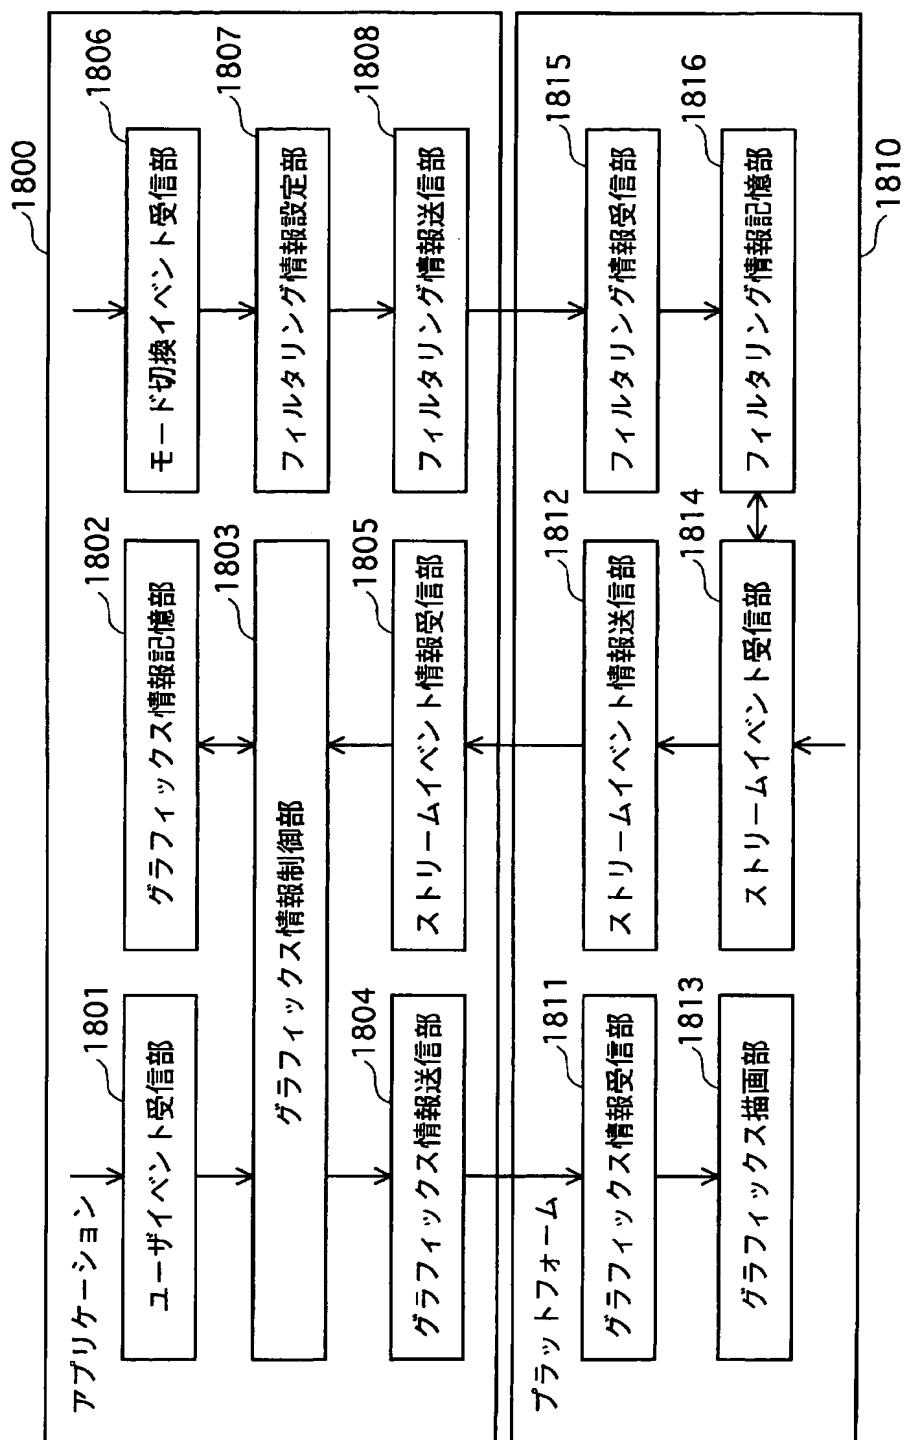 1800
アプリケーション
1801
ユーザイベント受信部
1802
グラフィックス情報記憶部
1806
モード切換イベント受信部
1803
グラフィックス情報制御部
1807
フィルタリング情報設定部
1804
グラフィックス情報送信部
1805
ストリームイベント情報受信部
1808
フィルタリング情報送信部
プラットフォーム
1811
グラフィックス情報受信部
1812
ストリームイベント情報送信部
1815
フィルタリング情報受信部
1813
グラフィックス描画部
1814
ストリームイベント受信部
1816
フィルタリング情報記憶部
1810